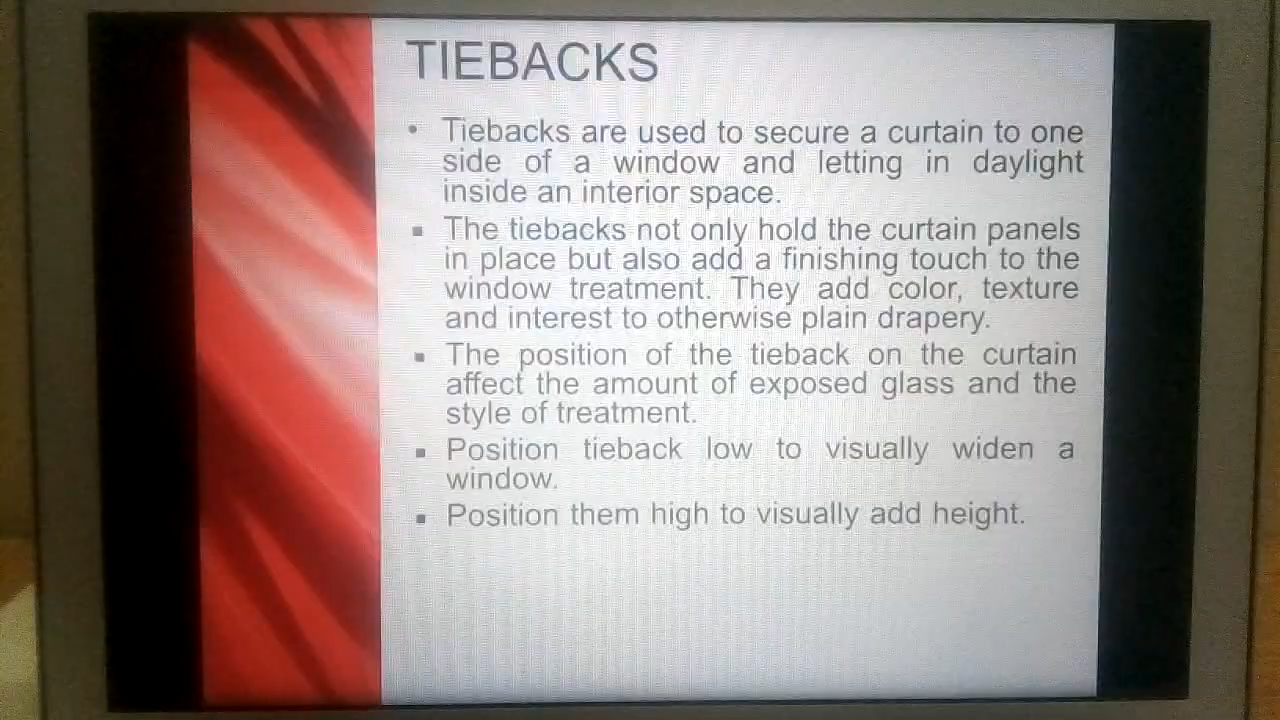 TIEBACKS
• Tiebacks are used to secure a curtain to one
side of a window and letting in daylight
inside an interior space.
▪ The tiebacks not only hold the curtain panels
in place but also add a finishing touch to the
window treatment. They add color, texture
and interest to otherwise plain drapery.
▪ The position of the tieback on the curtain
affect the amount of exposed glass and the
style of treatment.
▪ Position tieback low to visually widen a
window.
▪ Position them high to visually add height.